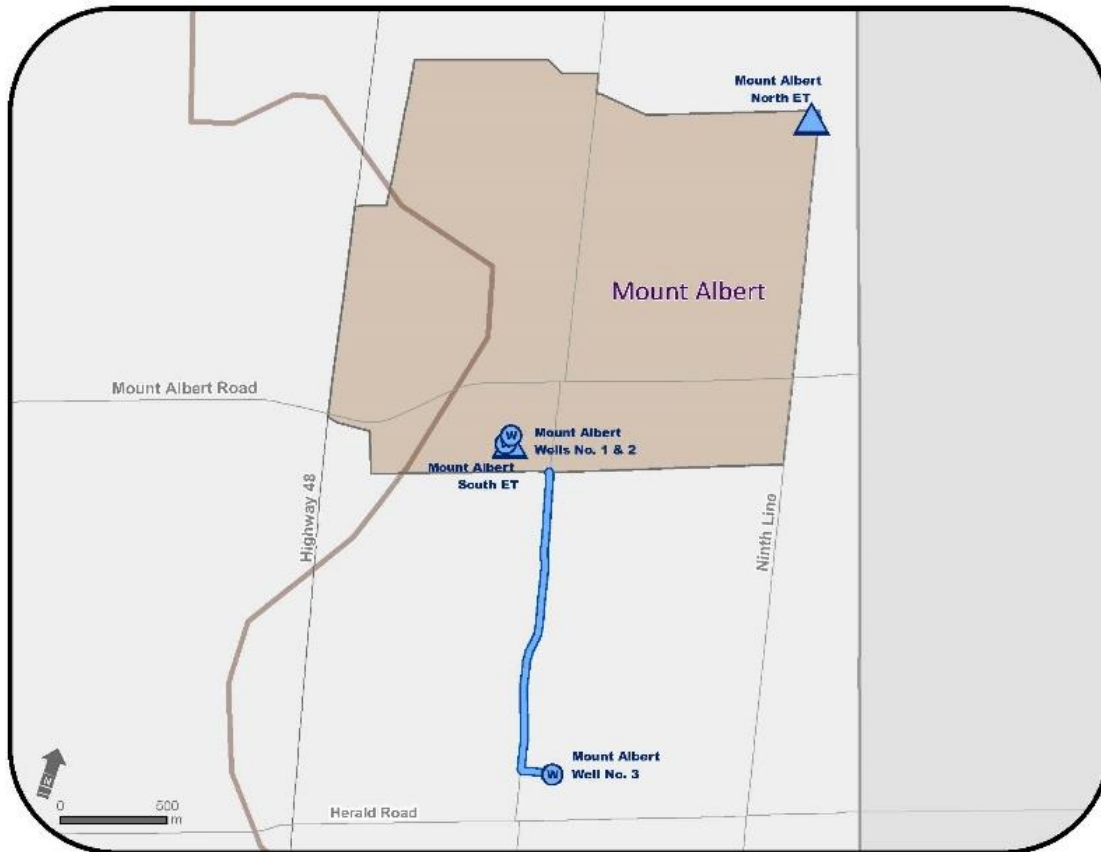 Mount Albert
North ET
Mount Albert
Mount Albert Road
W
Mount Albert
Wells No. 1 & 2
Mount Albert
South ET
Highway 48
Ninth Line
Mount Albert
W
Well No. 3
N
0
500
m
Herald Road